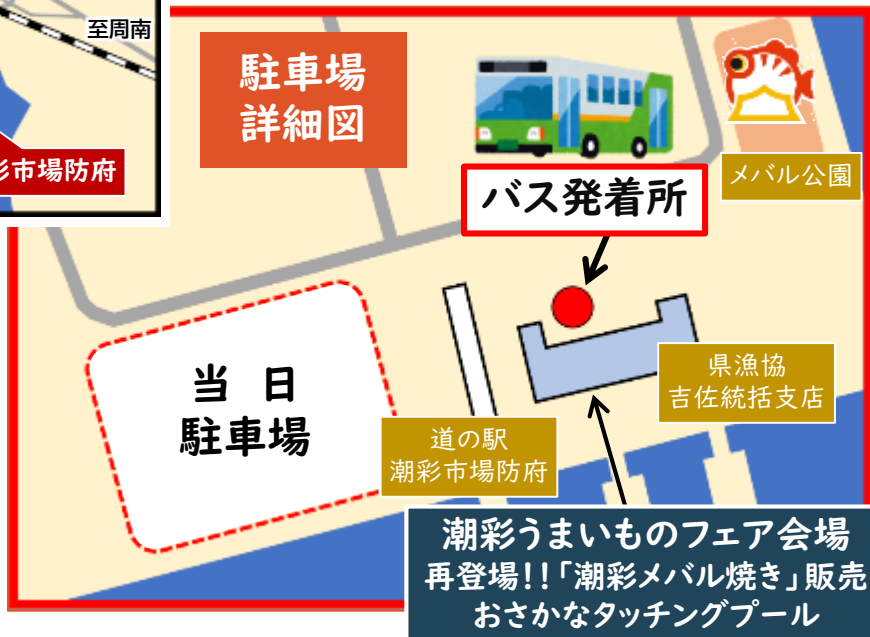 至周南
彩市場防府
駐車場
詳細図
バス発着所
メバル公園
当 日
駐車場
県漁協
吉佐統括支店
道の駅
潮彩市場防府
潮彩うまいものフェア会場
再登場!!「潮彩メバル焼き」販売
おさかなタッチングプール